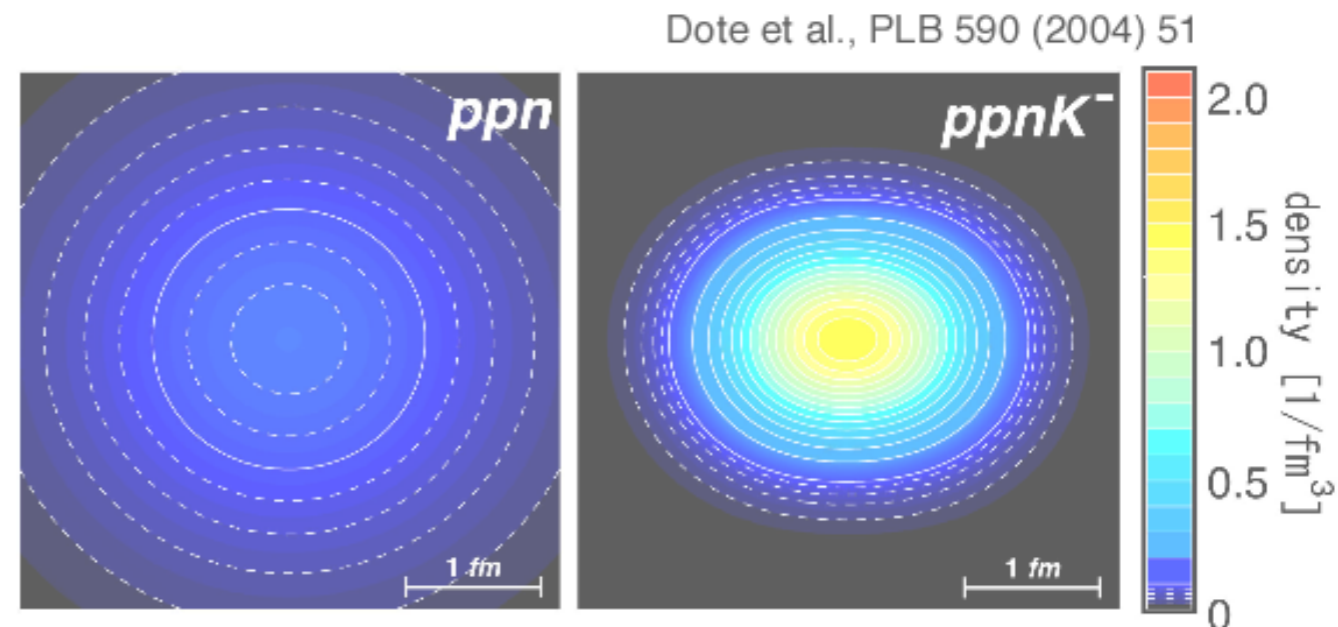 Dote et al., PLB 590 (2004) 51
ppn
1 fm
ppnK⁻
1 fm
2.0
1.5
1.0
0.5
0
density [1/fm³]